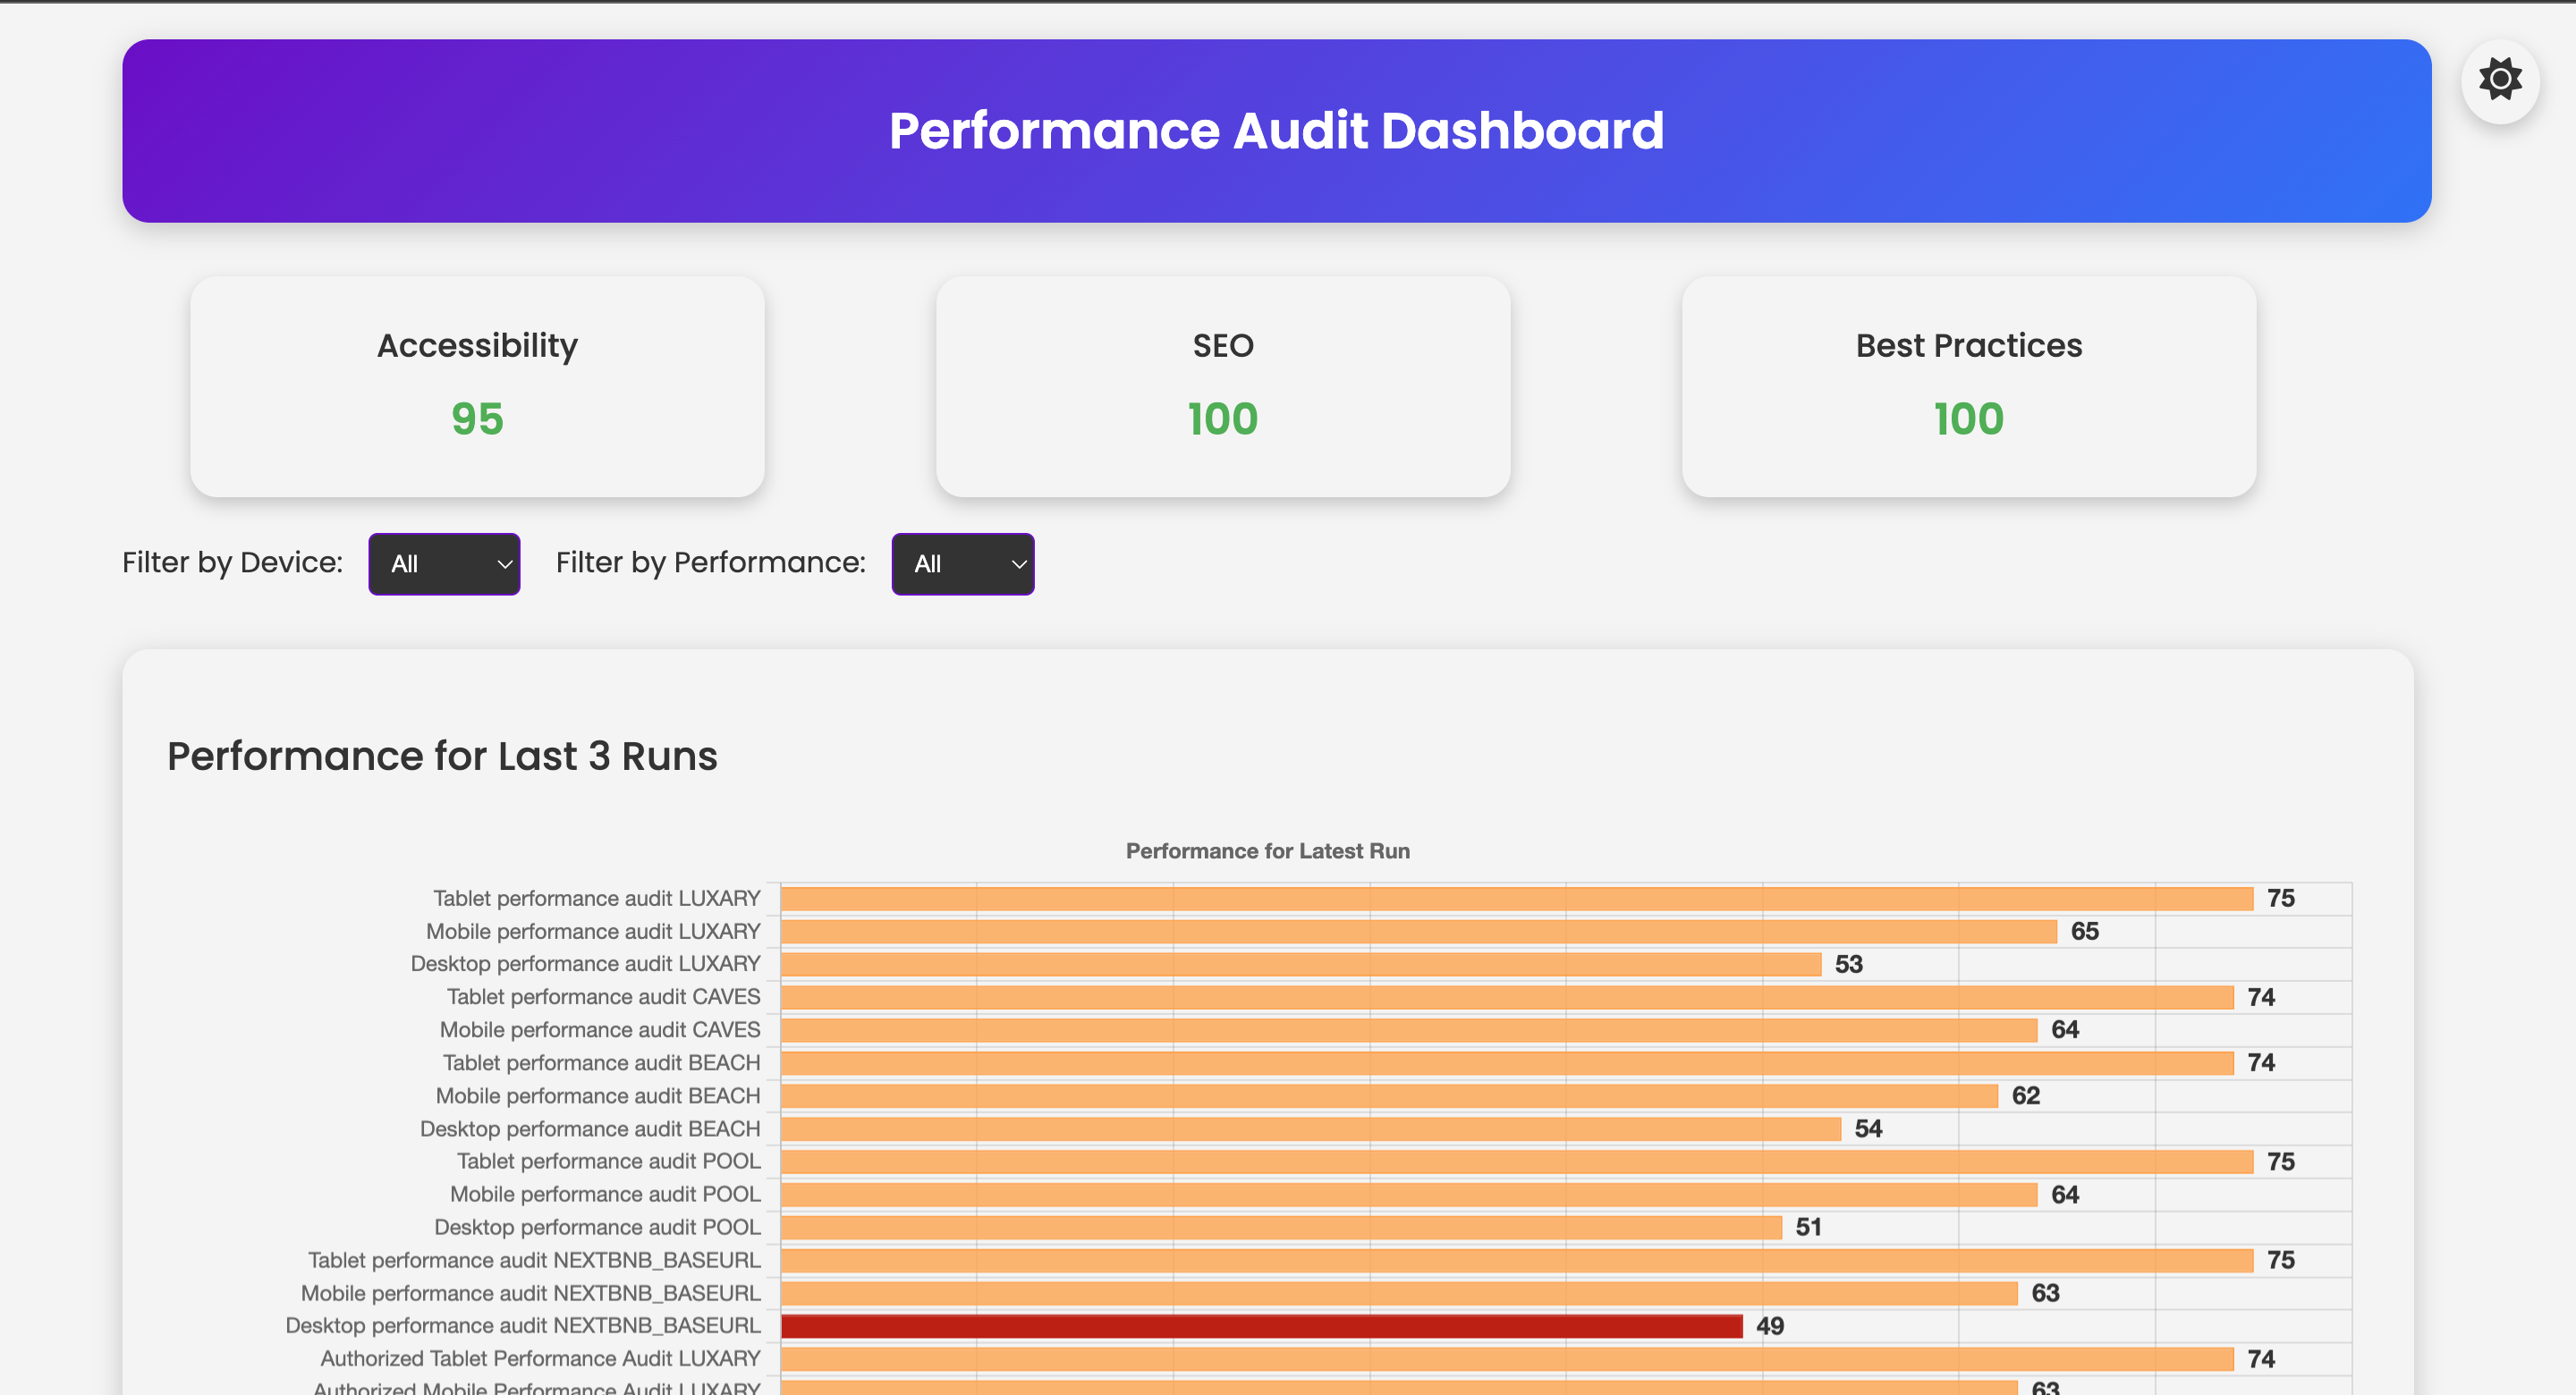 Performance Audit Dashboard
Accessibility
95
SEO
100
Best Practices
100
Filter by Device: All Filter by Performance: All
Performance for Last 3 Runs
Performance for Latest Run
Tablet performance audit LUXARY 75
Mobile performance audit LUXARY 65
Desktop performance audit LUXARY 53
Tablet performance audit CAVES 74
Mobile performance audit CAVES 64
Tablet performance audit BEACH 74
Mobile performance audit BEACH 62
Desktop performance audit BEACH 54
Tablet performance audit POOL 75
Mobile performance audit POOL 64
Desktop performance audit POOL 51
Tablet performance audit NEXTBNB_BASEURL 75
Mobile performance audit NEXTBNB_BASEURL 63
Desktop performance audit NEXTBNB_BASEURL 49
Authorized Tablet Performance Audit LUXARY 74
Authorized Mobile Performance Audit LUXARY 63